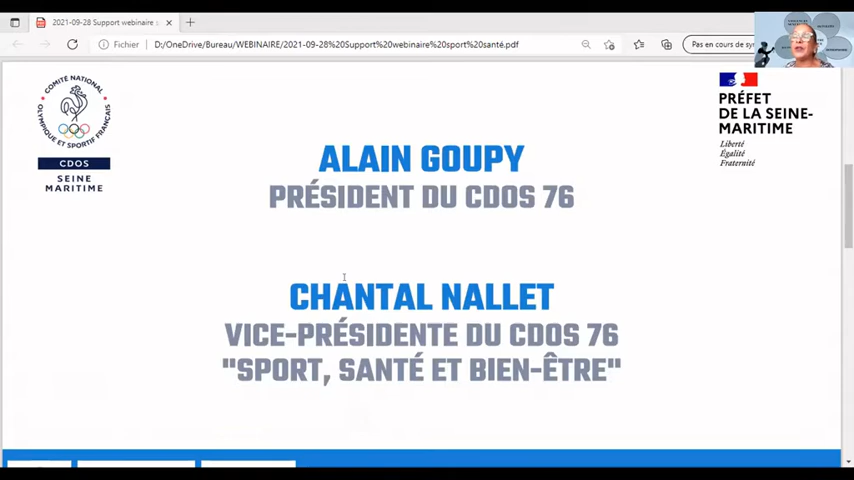 2021-09-28 Support webinaire
Fichier
D:/OneDrive/Bureau/WEBINAIRE/2021-09-28%20Support%20webinaire%20sport%20santé.pdf
Pas en cours de
COMITÉ NATIONAL
OLYMPIQUE ET SPORTIF FRANÇAIS
CDOS
SEINE
MARITIME
PRÉFET
DE LA SEINE-
MARITIME
Liberté
Égalité
Fraternité
ALAIN GOUPY
PRÉSIDENT DU CDOS 76
CHANTAL NALLET
VICE-PRÉSIDENTE DU CDOS 76
"SPORT, SANTÉ ET BIEN-ÊTRE"